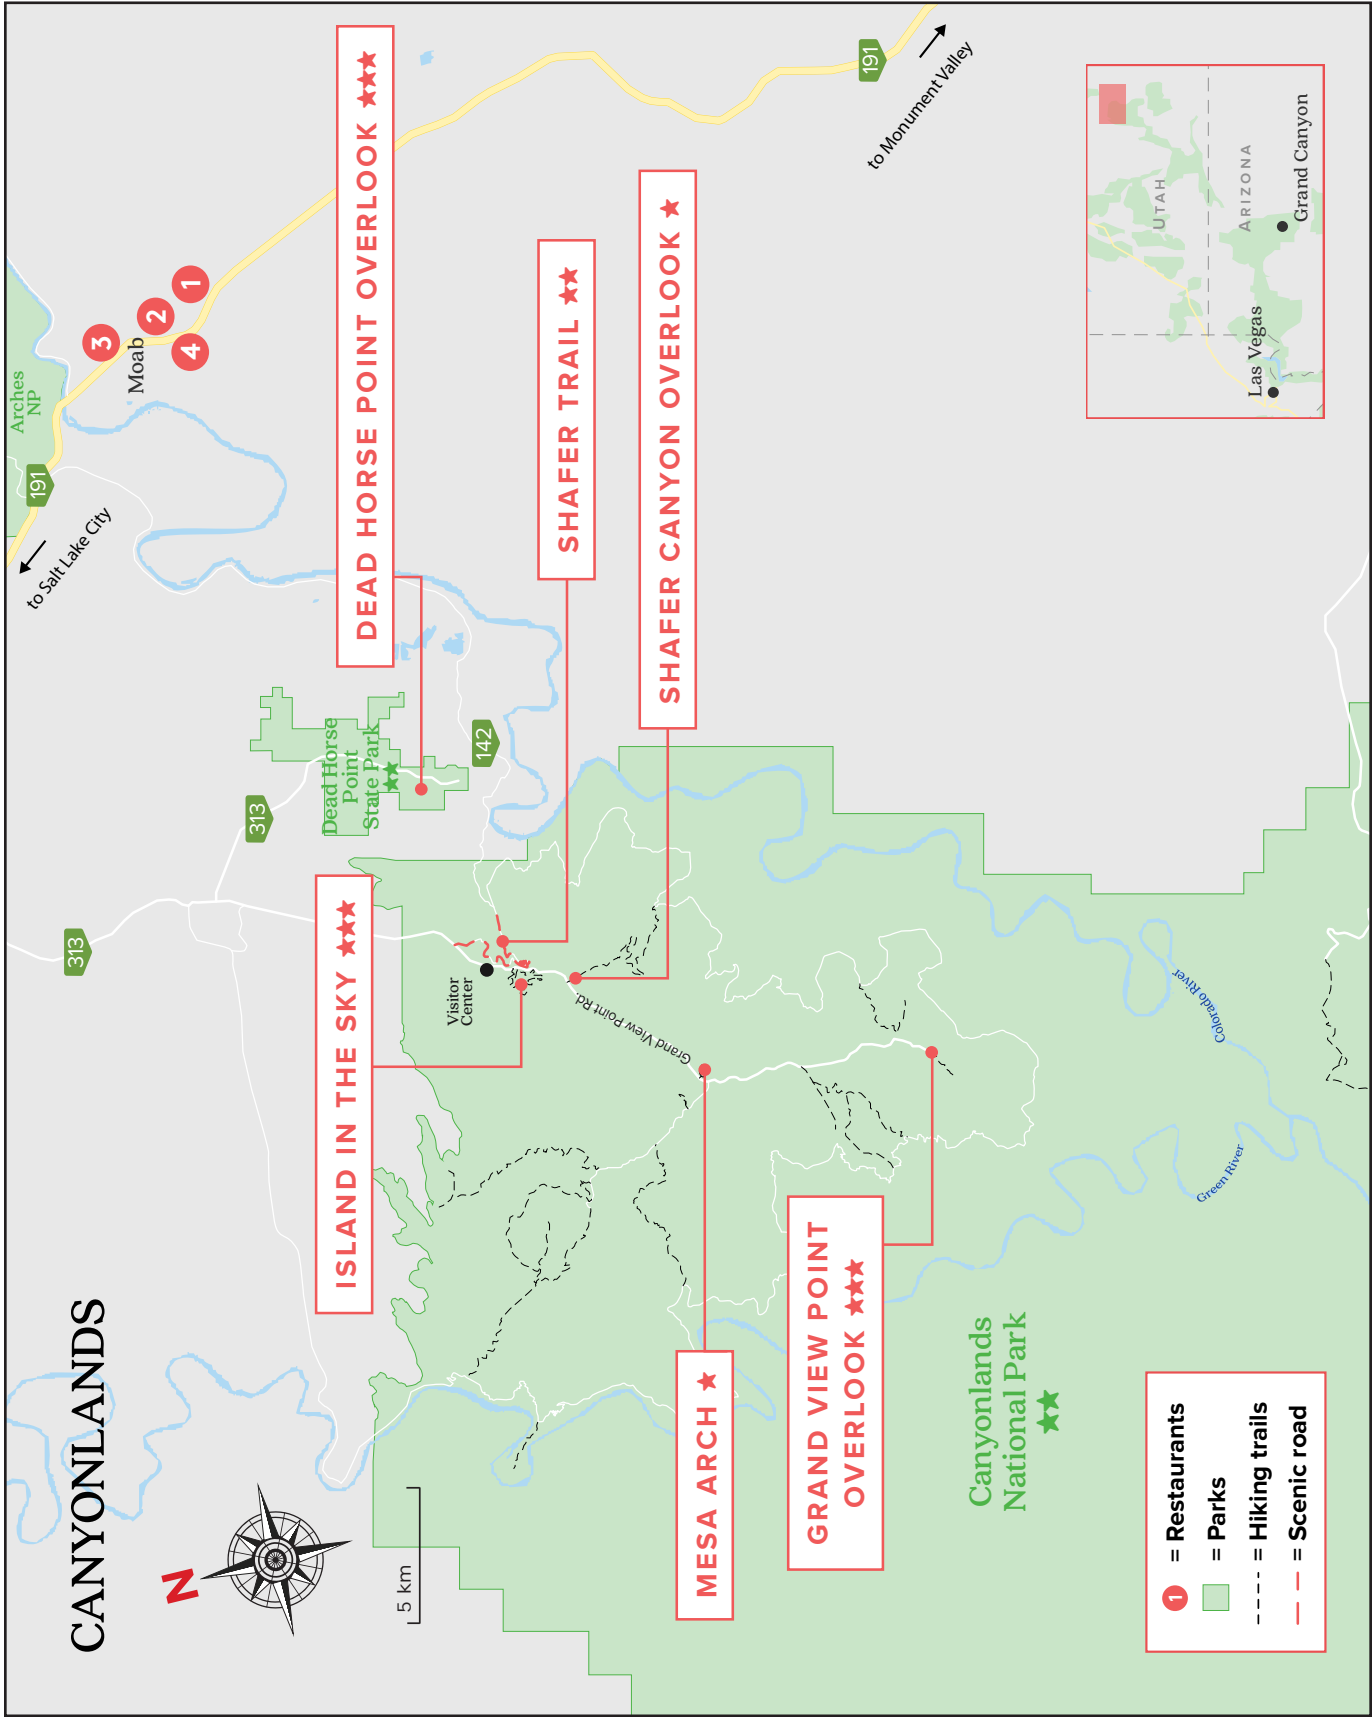 CANYONLANDS
N
5 km
313
313
191
to Salt Lake City
Arches
NP
Moab
3
2
1
4
191
to Monument Valley
Dead Horse
Point
State Park
★★
142
DEAD HORSE POINT OVERLOOK ★★★
SHAFER TRAIL ★★
SHAFER CANYON OVERLOOK ★
ISLAND IN THE SKY ★★★
Visitor
Center
Grand View Point Rd.
MESA ARCH ★
GRAND VIEW POINT
OVERLOOK ★★★
Canyonlands
National Park
★★
Green River
Colorado River
1 = Restaurants
= Parks
= Hiking trails
= Scenic road
UTAH
ARIZONA
Las Vegas
Grand Canyon